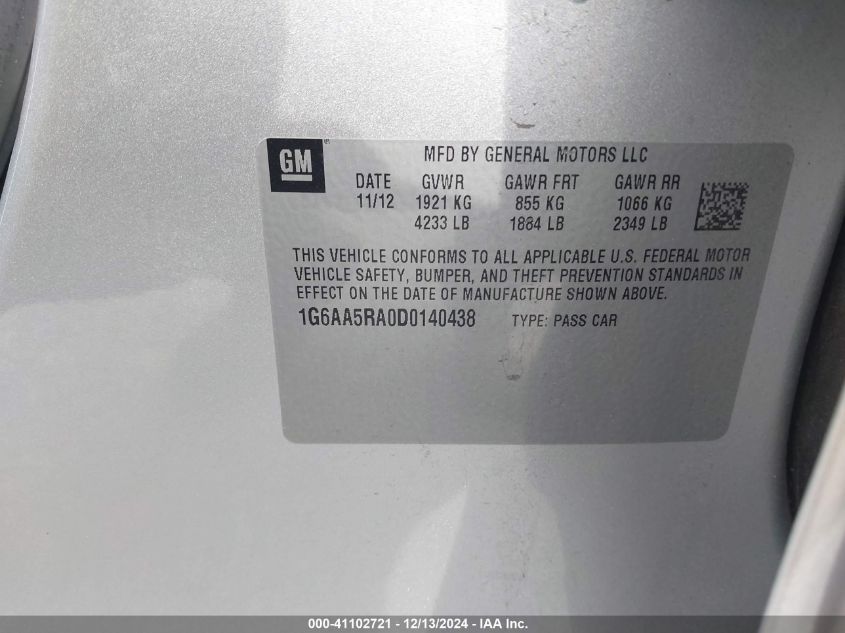 GM® MFD BY GENERAL MOTORS LLC
DATE GVWR GAWR FRT GAWR RR
11/12 1921 KG 855 KG 1066 KG
4233 LB 1884 LB 2349 LB
THIS VEHICLE CONFORMS TO ALL APPLICABLE U.S. FEDERAL MOTOR
VEHICLE SAFETY, BUMPER, AND THEFT PREVENTION STANDARDS IN
EFFECT ON THE DATE OF MANUFACTURE SHOWN ABOVE.
1G6AA5RA0D0140438 TYPE: PASS CAR
000-41102721 - 12/13/2024 - IAA Inc.